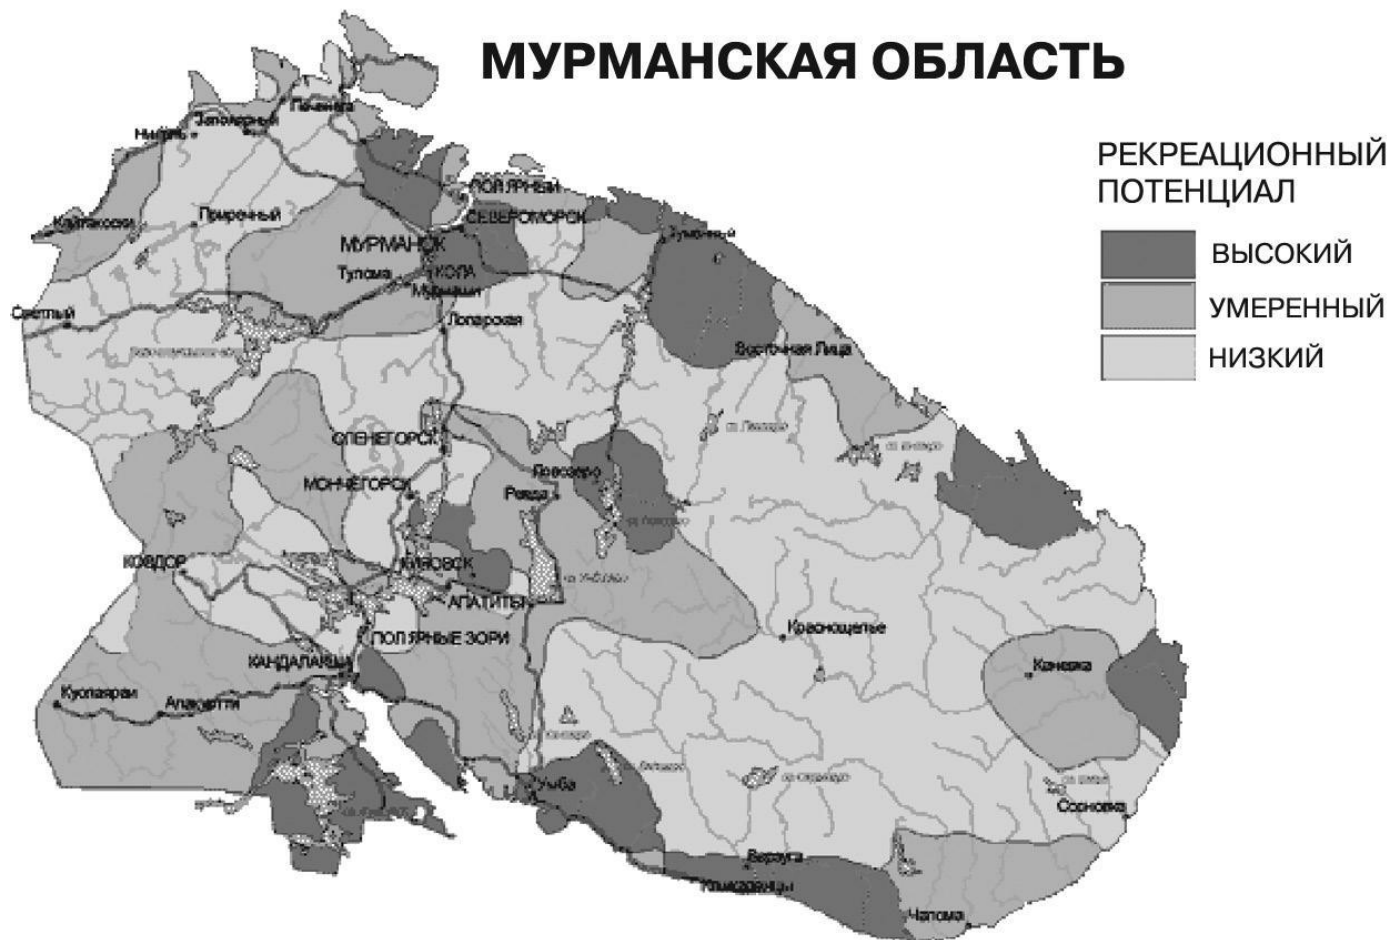 МУРМАНСКАЯ ОБЛАСТЬ
РЕКРЕАЦИОННЫЙ
ПОТЕНЦИАЛ
ВЫСОКИЙ
УМЕРЕННЫЙ
НИЗКИЙ
Печенга
Заполярный
Никель
Приречный
ПОЛЯРНЫЙ
СЕВЕРОМОРСК
МУРМАНСК
Туманный
Тулома
КОЛА
Мурмаши
Светлый
Лопарская
Восточная Лица
ОЛЕНЕГОРСК
Ловозеро
МОНЧЕГОРСК
Ревда
КОВДОР
КИРОВСК
АПАТИТЫ
Краснощелье
ПОЛЯРНЫЕ ЗОРИ
КАНДАЛАКША
Каневка
Куолаярви
Алакуртти
Умба
Сосновка
Варзуга
Чапома